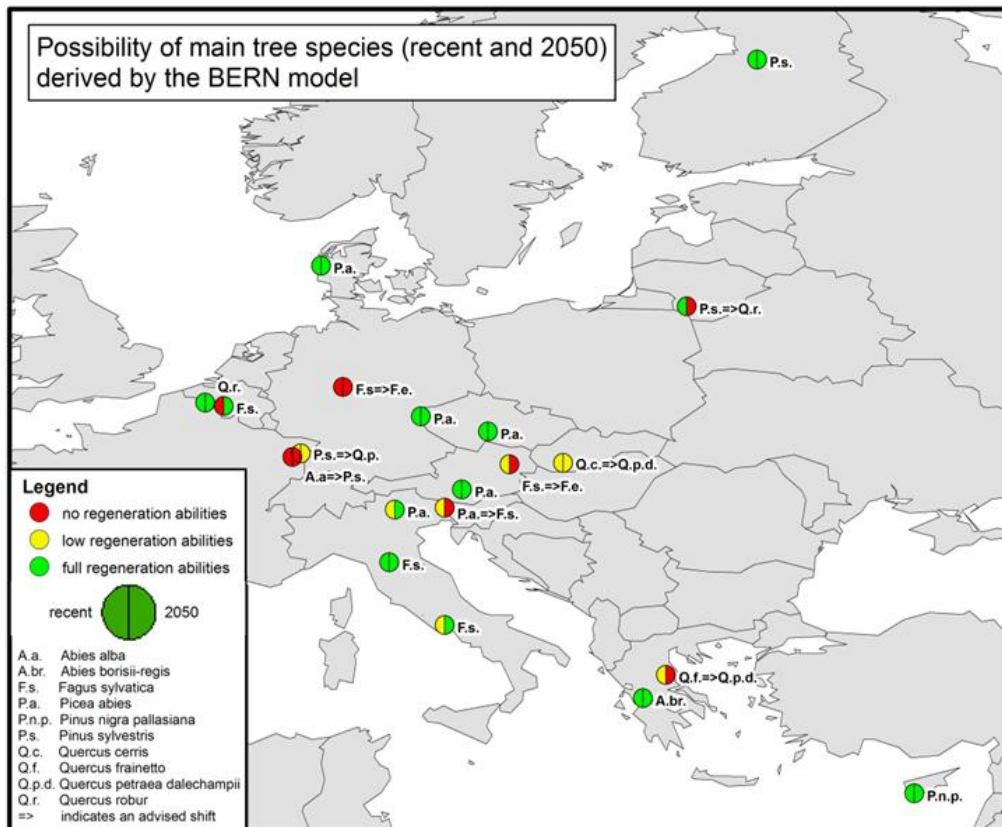 Possibility of main tree species (recent and 2050)
derived by the BERN model
P.s.
P.a.
P.s.=>Q.r.
F.s=>F.e.
Q.r.
F.s.
P.a.
P.a.
P.s.=>Q.p.
Q.c.=>Q.p.d.
A.a=>P.s.
F.s.=>F.e.
P.a.
P.a.
P.a.=>F.s.
F.s.
F.s.
Q.f.=>Q.p.d.
A.br.
P.n.p.
Legend
no regeneration abilities
low regeneration abilities
full regeneration abilities
recent 2050
A.a. Abies alba
A.br. Abies borisii-regis
F.s. Fagus sylvatica
P.a. Picea abies
P.n.p. Pinus nigra pallasiana
P.s. Pinus sylvestris
Q.c. Quercus cerris
Q.f. Quercus frainetto
Q.p.d. Quercus petraea dalechampii
Q.r. Quercus robur
=> indicates an advised shift